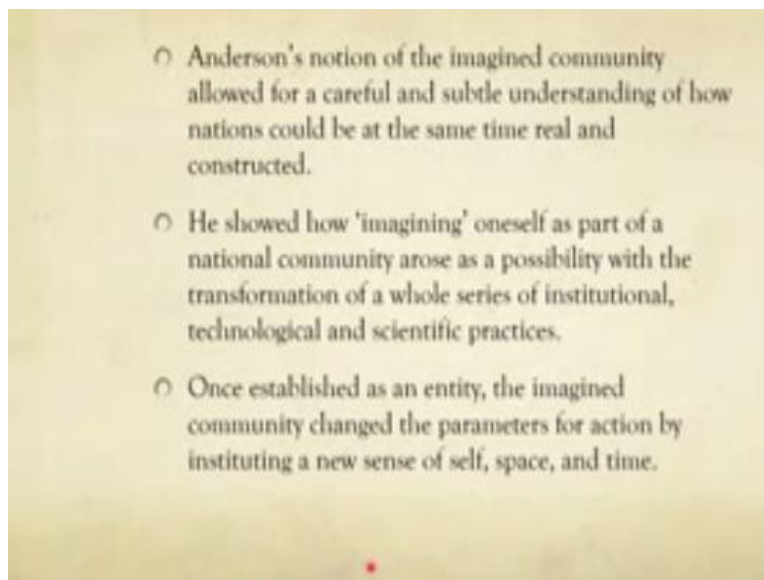 Anderson's notion of the imagined community
allowed for a careful and subtle understanding of how
nations could be at the same time real and
constructed.
He showed how 'imagining' oneself as part of a
national community arose as a possibility with the
transformation of a whole series of institutional,
technological and scientific practices.
Once established as an entity, the imagined
community changed the parameters for action by
instituting a new sense of self, space, and time.